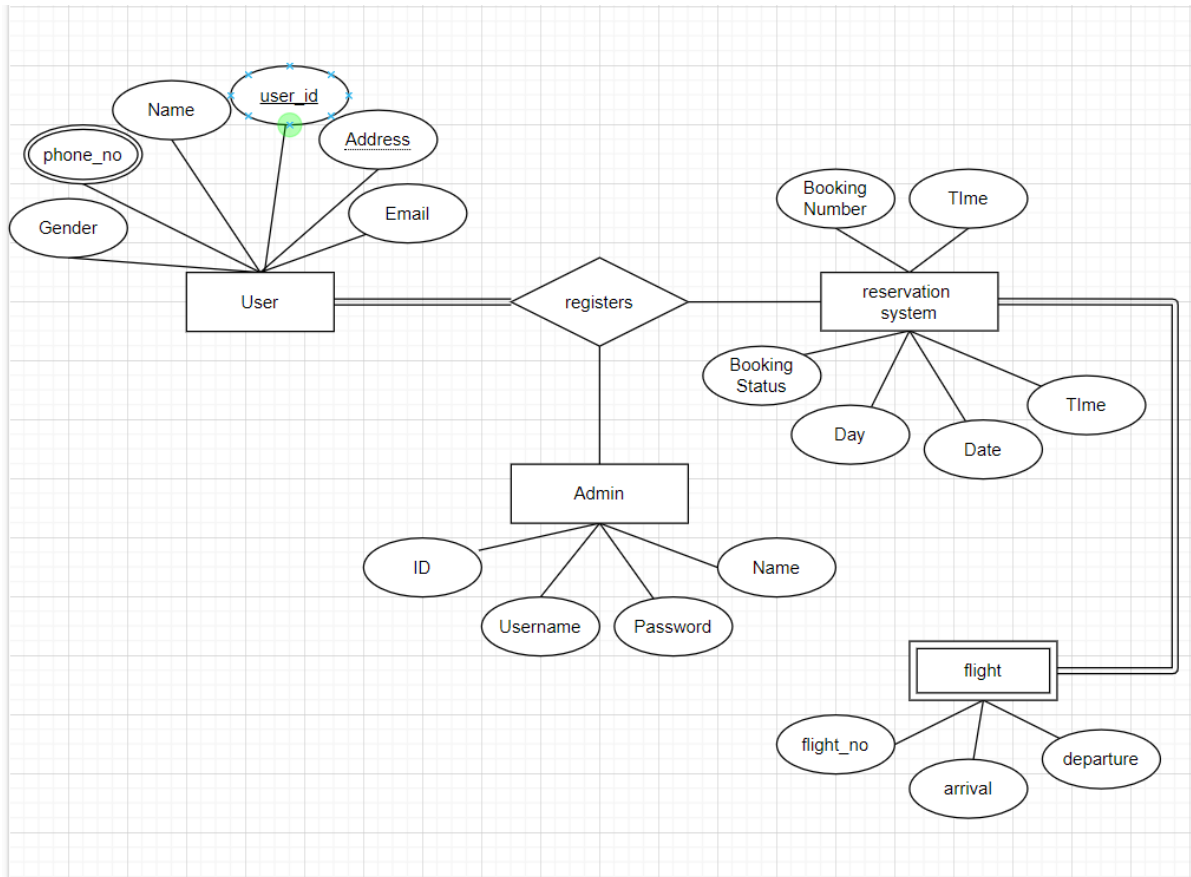 user_id
Name
Address
phone_no
Email
Gender
Booking
Number
TIme
User
registers
reservation
system
Booking
Status
TIme
Day
Date
Admin
ID
Name
Username
Password
flight
flight_no
departure
arrival